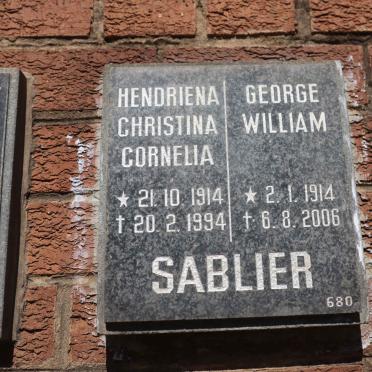 HENDRIENA
CHRISTINA
CORNELIA
★ 21. 10. 1914
† 20. 2. 1994
GEORGE
WILLIAM
★ 2. 1. 1914
† 6. 8. 2006
SABLIER
680